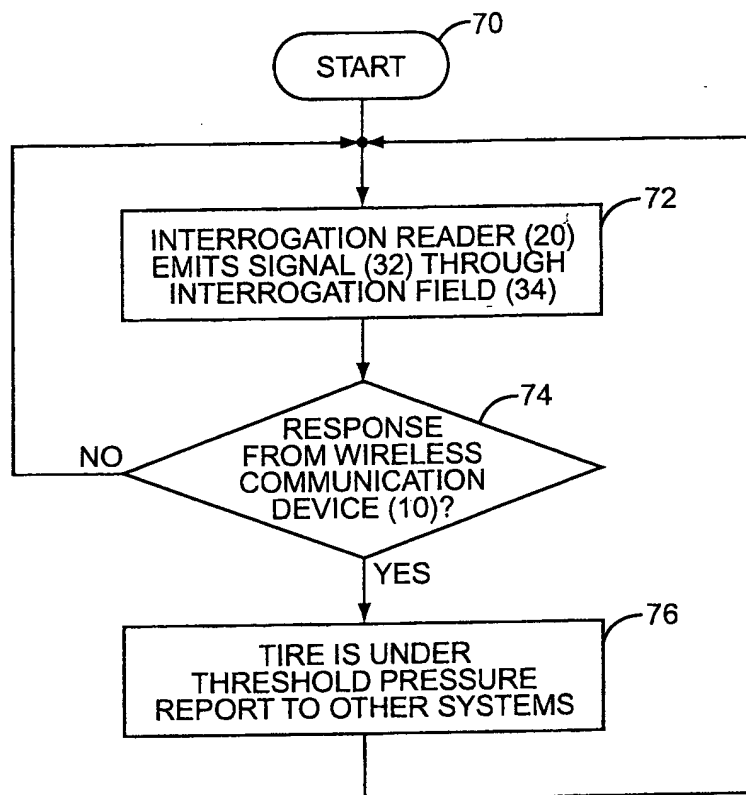 70
START
72
INTERROGATION READER (20)
EMITS SIGNAL (32) THROUGH
INTERROGATION FIELD (34)
74
RESPONSE
FROM WIRELESS
COMMUNICATION
DEVICE (10)?
NO
YES
76
TIRE IS UNDER
THRESHOLD PRESSURE
REPORT TO OTHER SYSTEMS